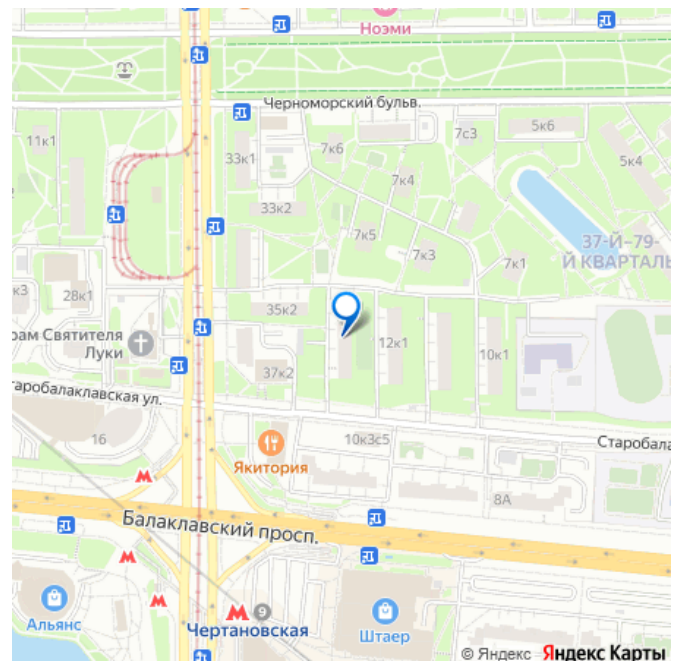 Ноэми
Черноморский бульв.
11к1
33к1
7к6
7с3
5к6
5к4
7к4
33к2
7к5
7к3
37-Й–79-
Й КВАРТАЛЫ
7к1
к3
28к1
35к2
рам Святителя
Луки
12к1
10к1
37к2
таробалаклавская ул.
16
10к3с5
Старобала
Якитория
8А
Балаклавский просп.
Альянс
9
Чертановская
Штаер
© Яндекс Яндекс Карты